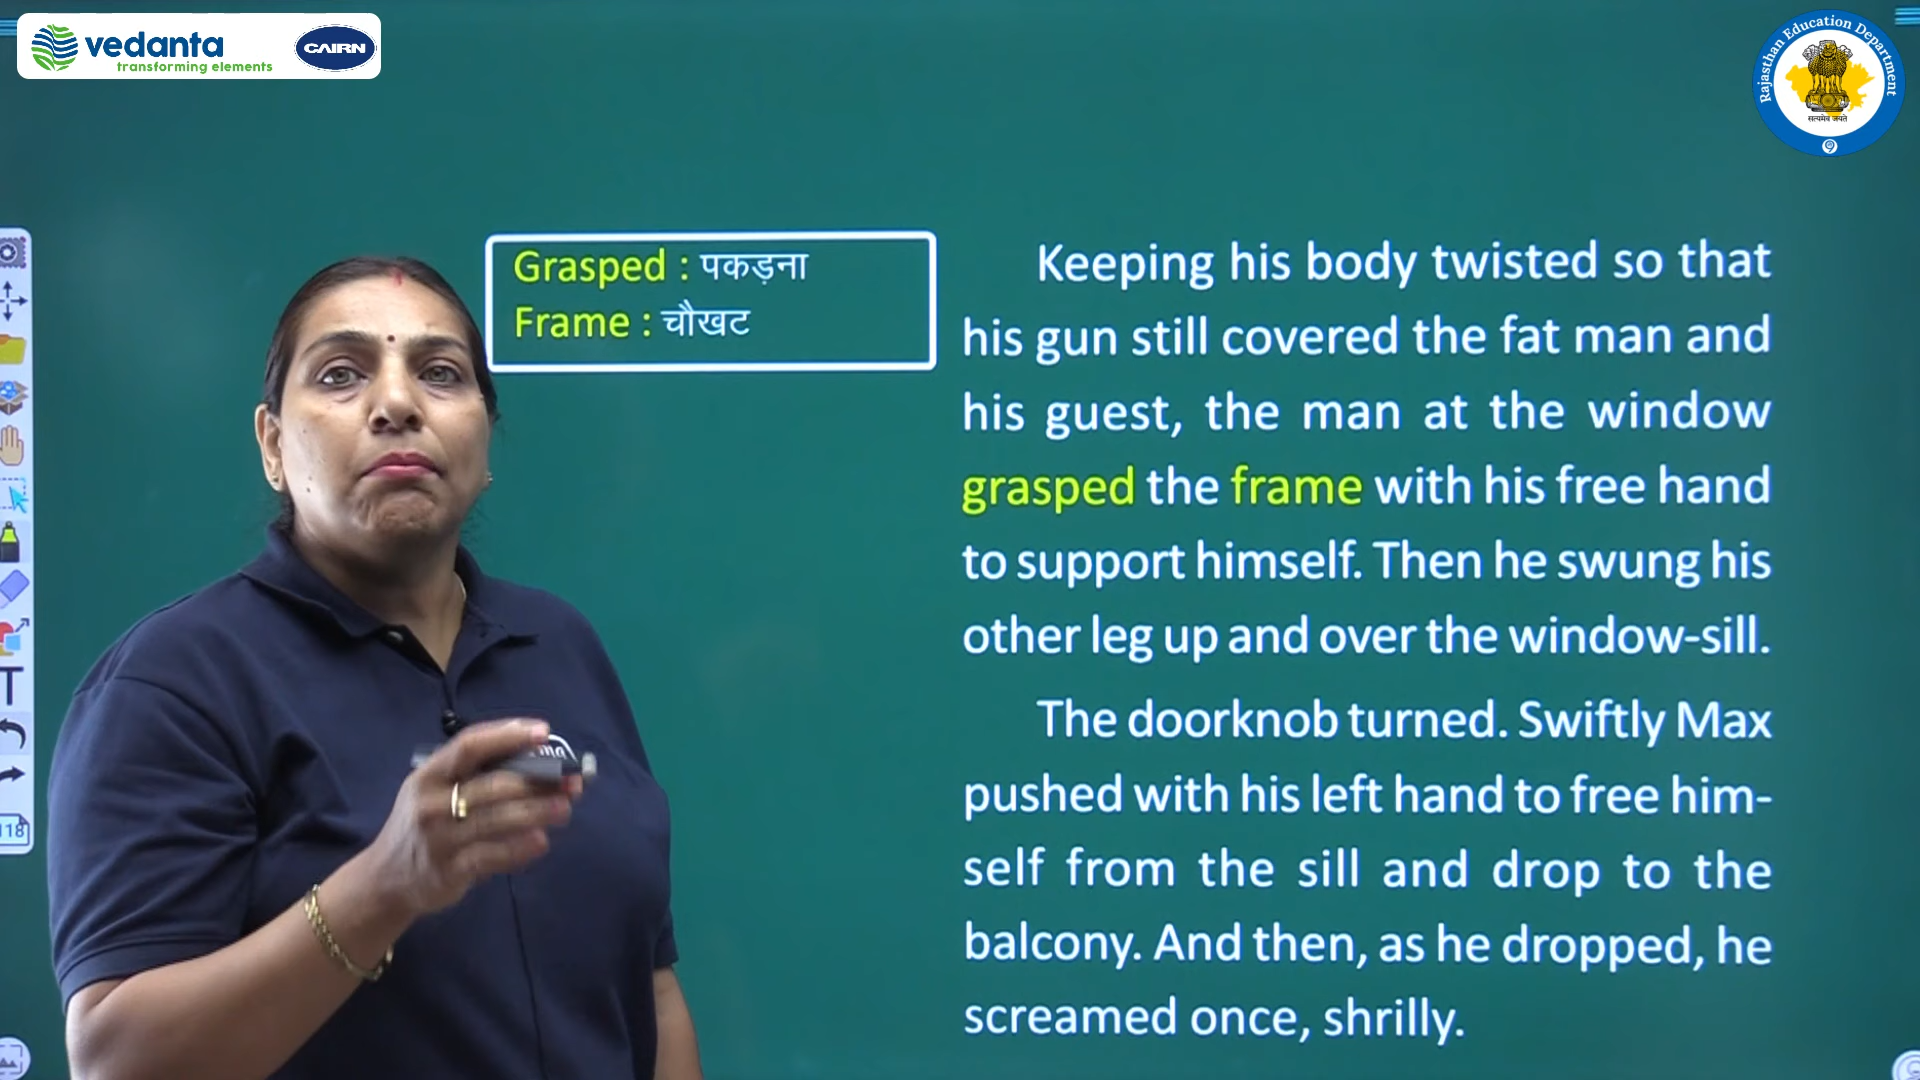 vedanta
transforming elements
CAIRN
Rajasthan Education Department
सत्यमेव जयते
Grasped : पकड़ना
Frame : चौखट
Keeping his body twisted so that
his gun still covered the fat man and
his guest, the man at the window
grasped the frame with his free hand
to support himself. Then he swung his
other leg up and over the window-sill.
The doorknob turned. Swiftly Max
pushed with his left hand to free him-
self from the sill and drop to the
balcony. And then, as he dropped, he
screamed once, shrilly.
T
118